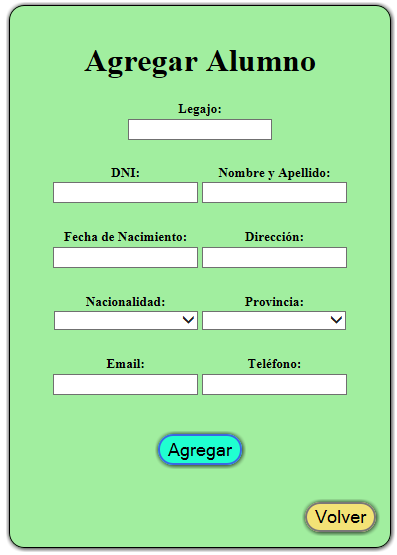 Agregar Alumno
Legajo:
DNI: Nombre y Apellido:
Fecha de Nacimiento: Dirección:
Nacionalidad: Provincia:
Email: Teléfono:
Agregar
Volver